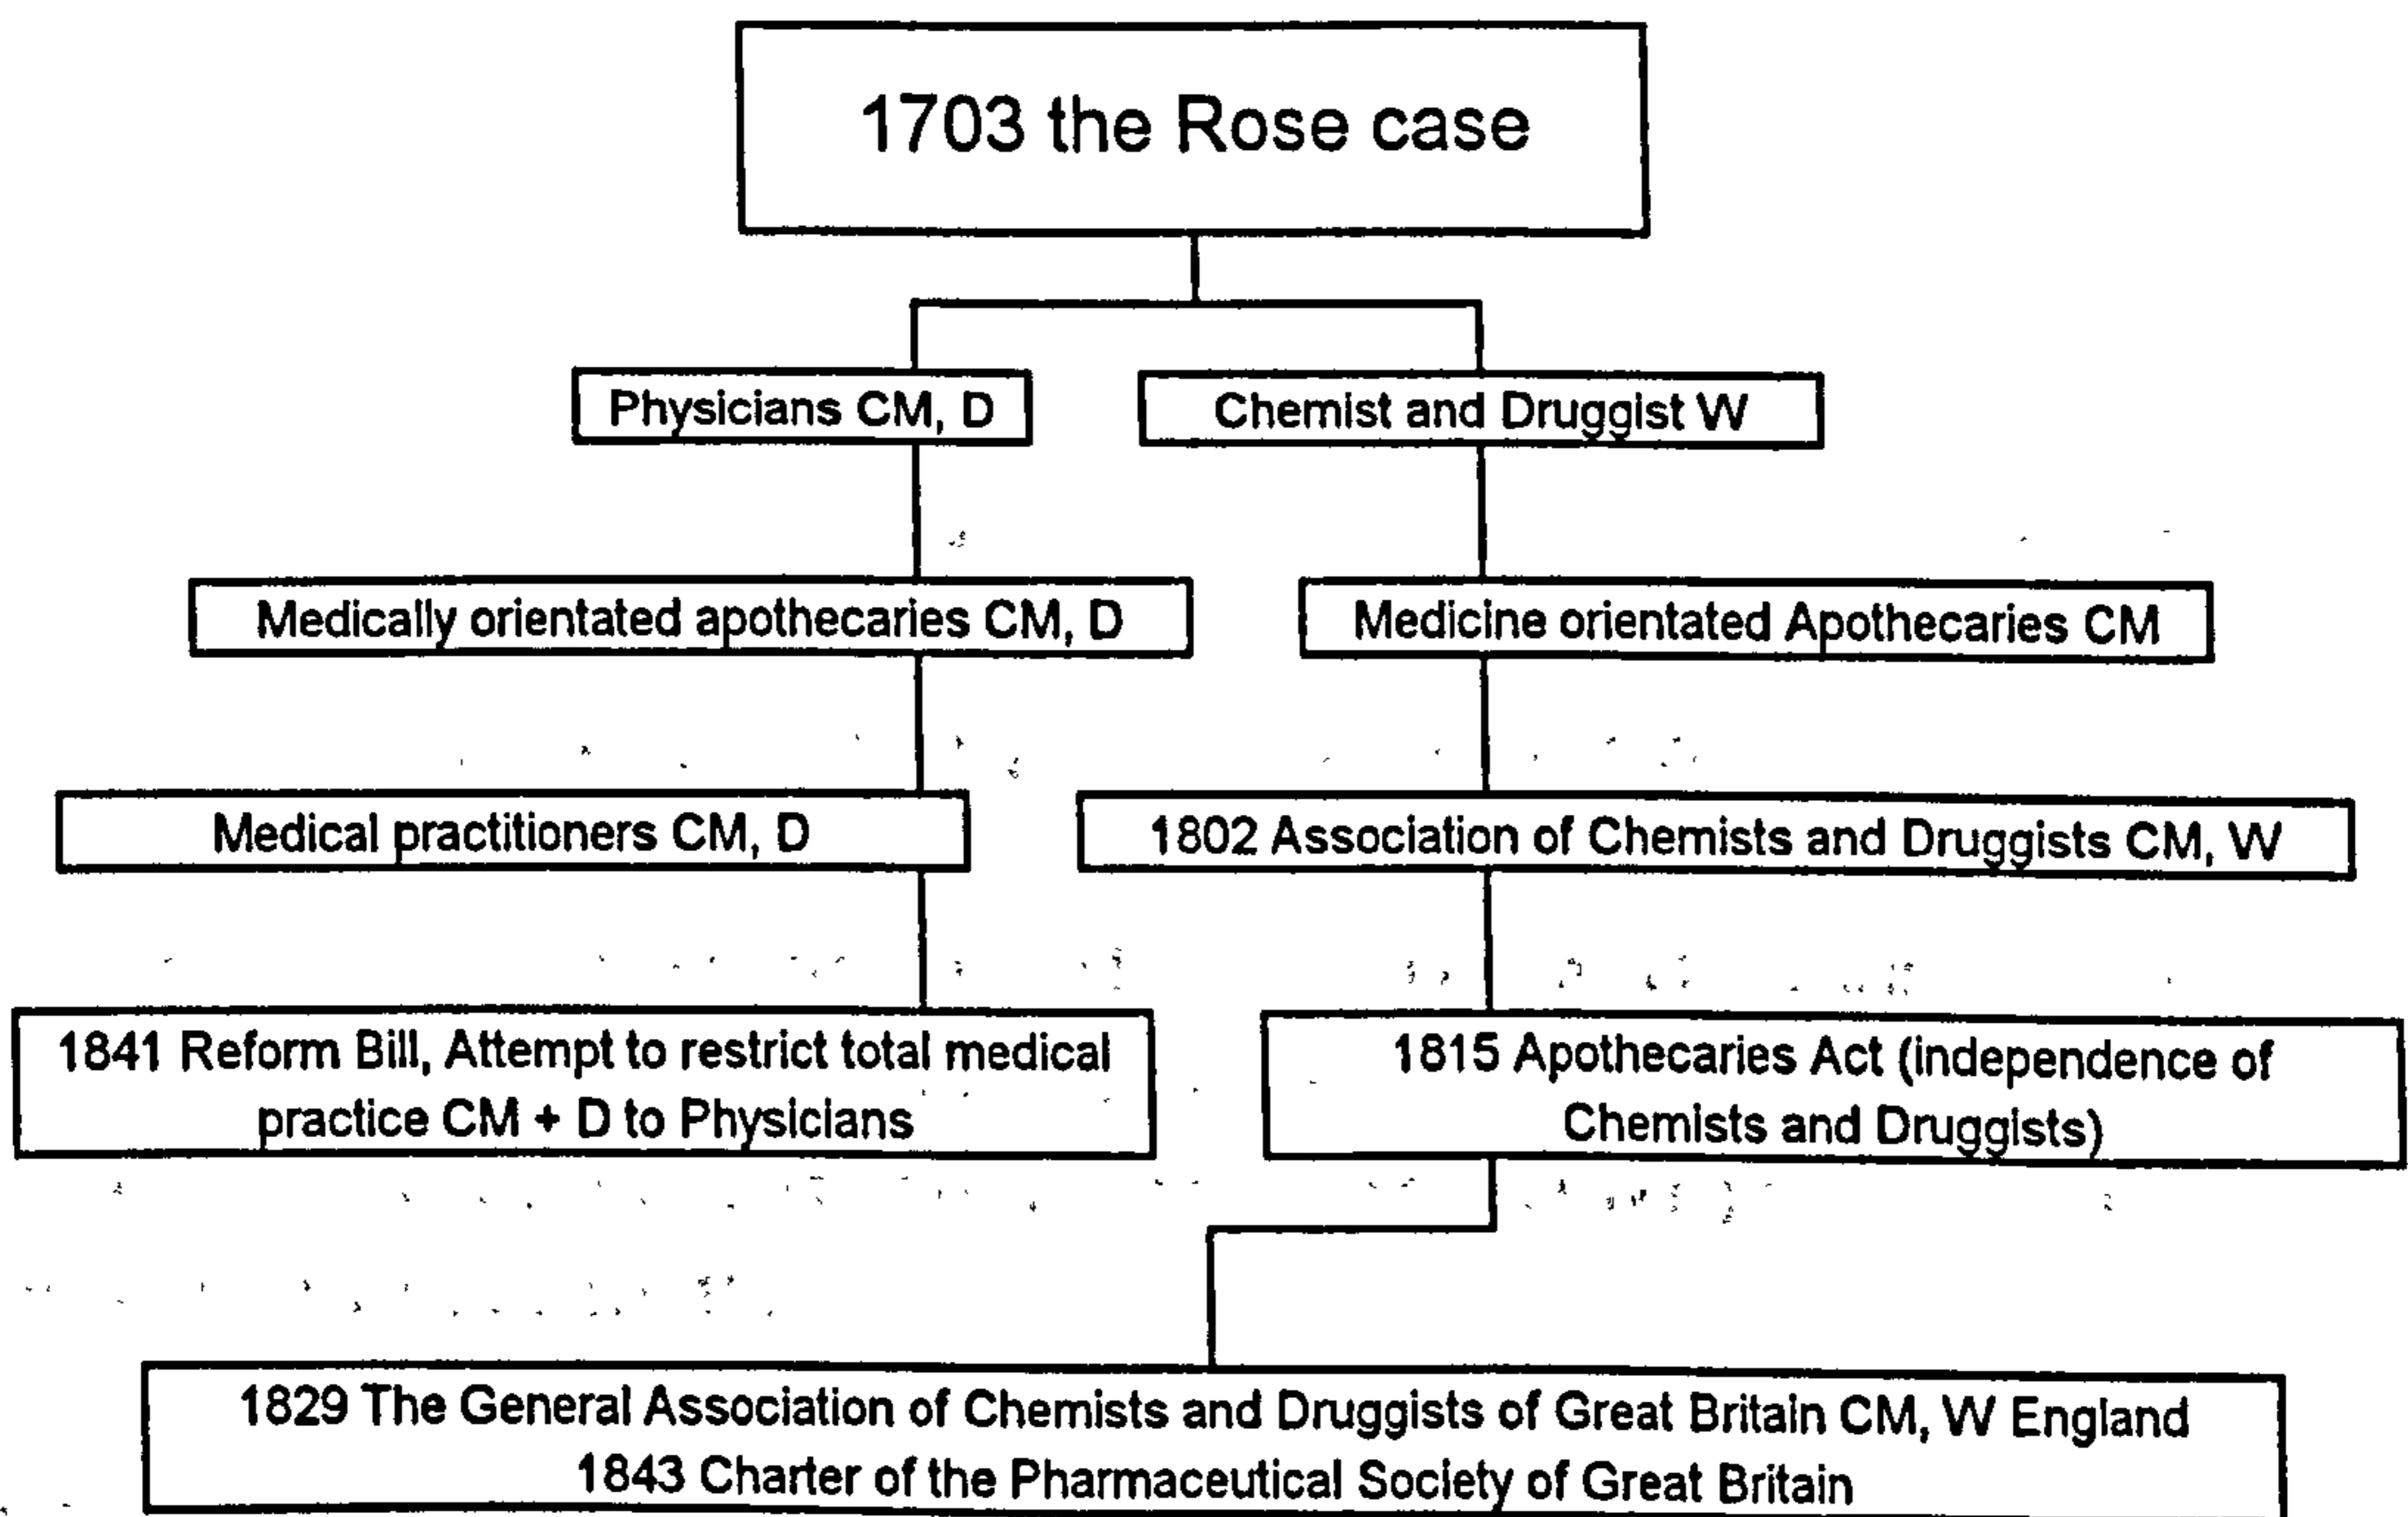 1703 the Rose case
Physicians CM, D
Chemist and Druggist W
Medically orientated apothecaries CM, D
Medicine orientated Apothecaries CM
Medical practitioners CM, D
1802 Association of Chemists and Druggists CM, W
1841 Reform Bill, Attempt to restrict total medical
practice CM + D to Physicians
1815 Apothecaries Act (independence of
Chemists and Druggists)
1829 The General Association of Chemists and Druggists of Great Britain CM, W England
1843 Charter of the Pharmaceutical Society of Great Britain